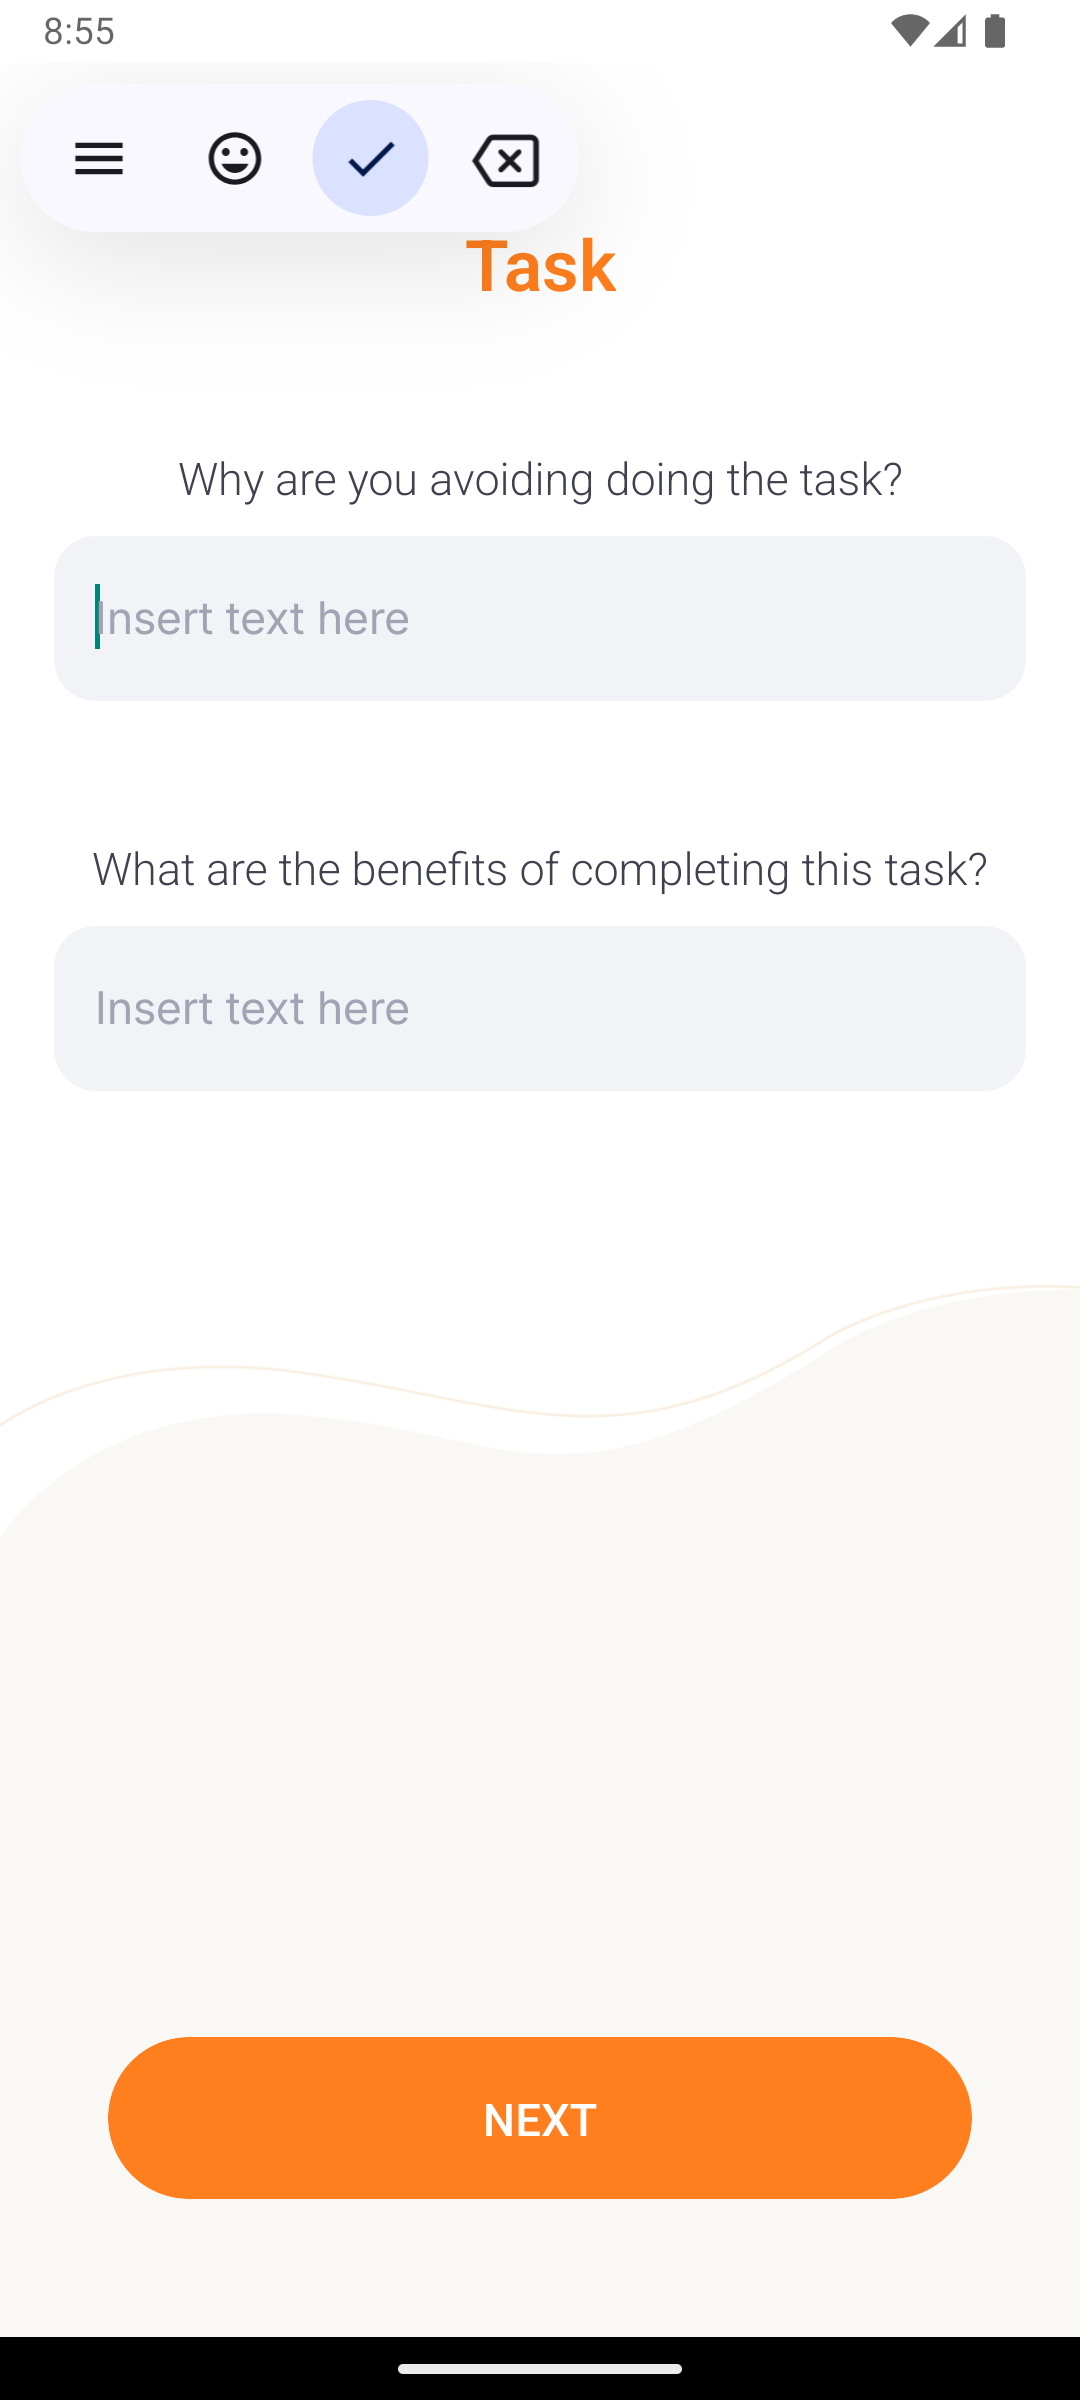 8:55
Task
Why are you avoiding doing the task?
Insert text here
What are the benefits of completing this task?
Insert text here
NEXT